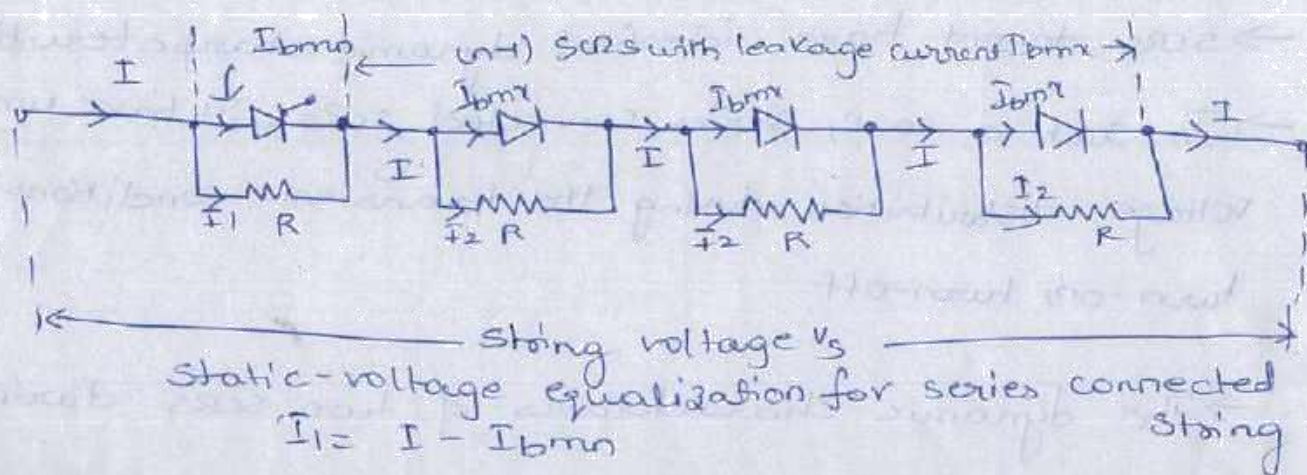 Ibmn (n-1) SCRS with leakage current Ibmx
I Ibmx Ibmx Ibmx I
I I I
I1 R I2 R I2 R I2 R
String voltage Vs
Static-voltage equalization for series connected
String
I1 = I - Ibmn